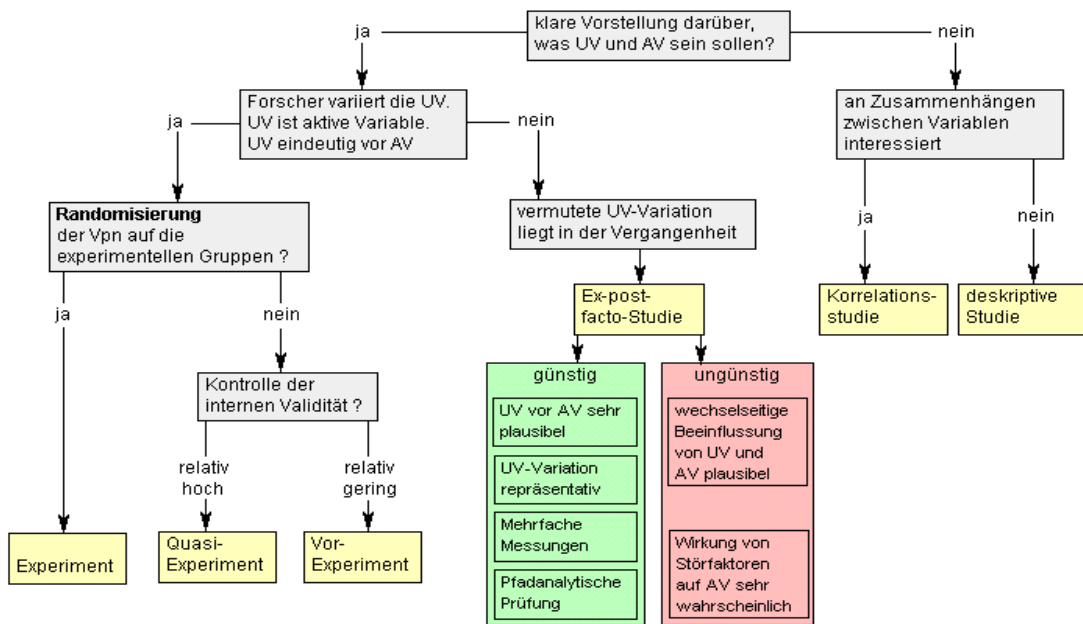 klare Vorstellung darüber,
was UV und AV sein sollen?
ja
nein
Forscher variiert die UV.
UV ist aktive Variable.
UV eindeutig vor AV
ja
nein
an Zusammenhängen
zwischen Variablen
interessiert
ja
nein
Randomisierung
der Vpn auf die
experimentellen Gruppen ?
ja
nein
vermutete UV-Variation
liegt in der Vergangenheit
Ex-post-
facto-Studie
Korrelations-
studie
deskriptive
Studie
Kontrolle der
internen Validität ?
relativ
hoch
relativ
gering
Experiment
Quasi-
Experiment
Vor-
Experiment
günstig
UV vor AV sehr
plausibel
UV-Variation
repräsentativ
Mehrfache
Messungen
Pfadanalytische
Prüfung
ungünstig
wechselseitige
Beeinflussung
von UV und
AV plausibel
Wirkung von
Störfaktoren
auf AV sehr
wahrscheinlich